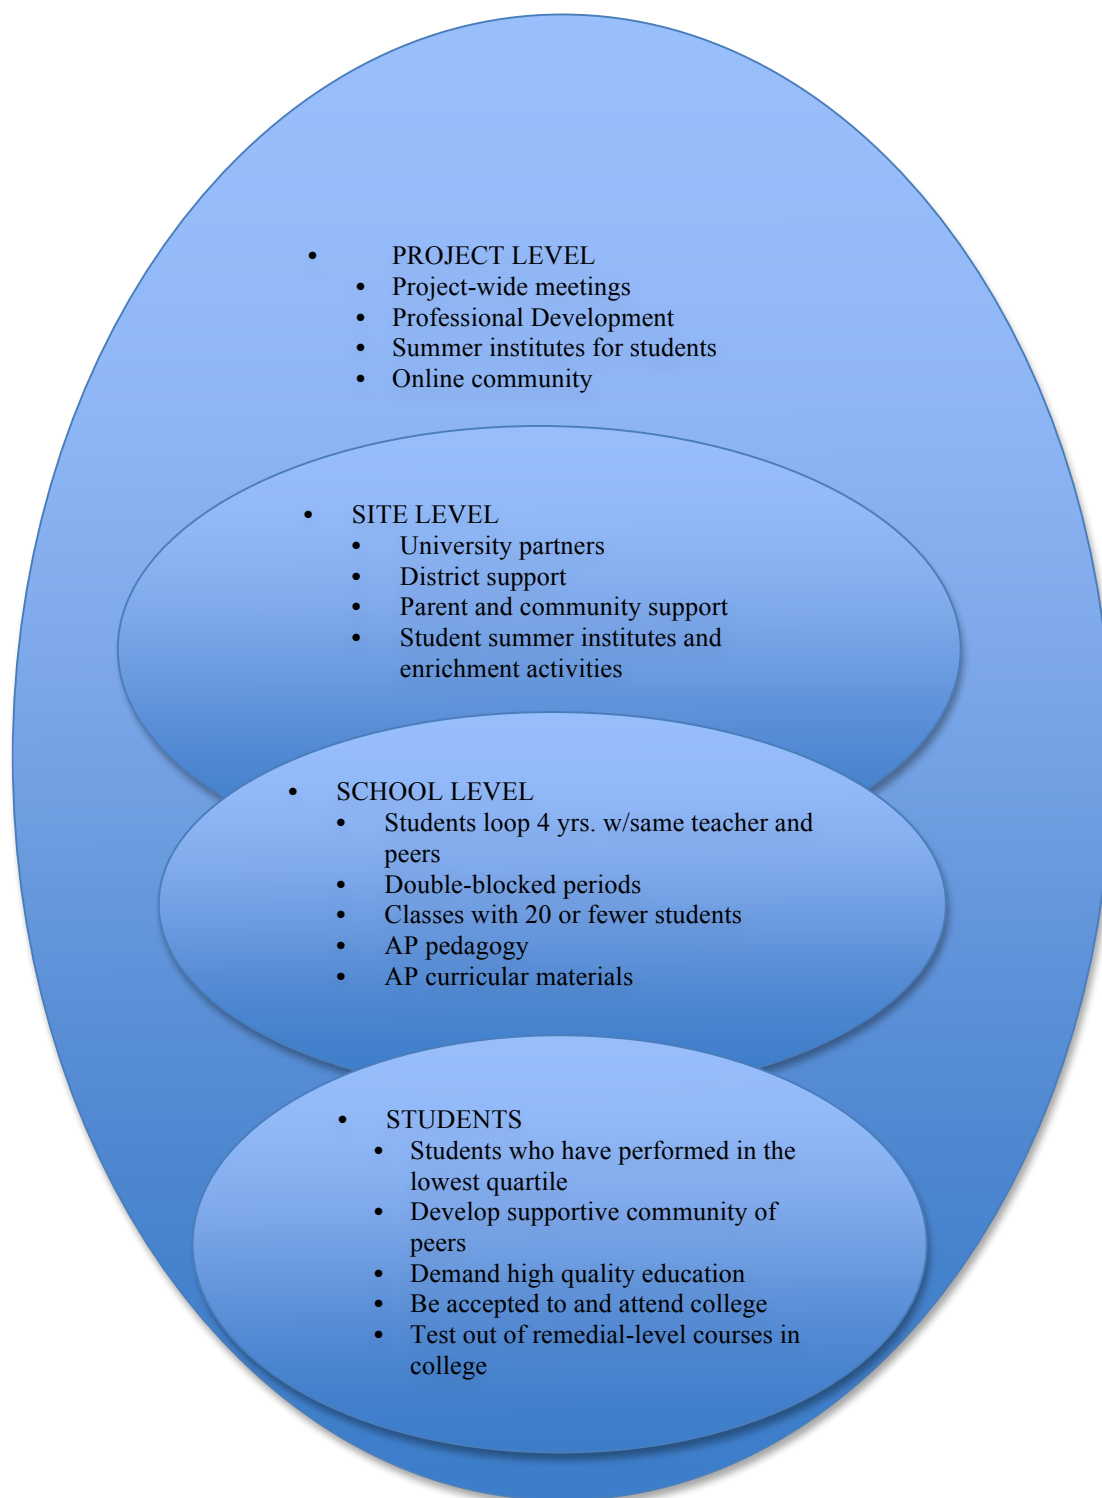 • PROJECT LEVEL
• Project-wide meetings
• Professional Development
• Summer institutes for students
• Online community
• SITE LEVEL
• University partners
• District support
• Parent and community support
• Student summer institutes and
enrichment activities
• SCHOOL LEVEL
• Students loop 4 yrs. w/same teacher and
peers
• Double-blocked periods
• Classes with 20 or fewer students
• AP pedagogy
• AP curricular materials
• STUDENTS
• Students who have performed in the
lowest quartile
• Develop supportive community of
peers
• Demand high quality education
• Be accepted to and attend college
• Test out of remedial-level courses in
college